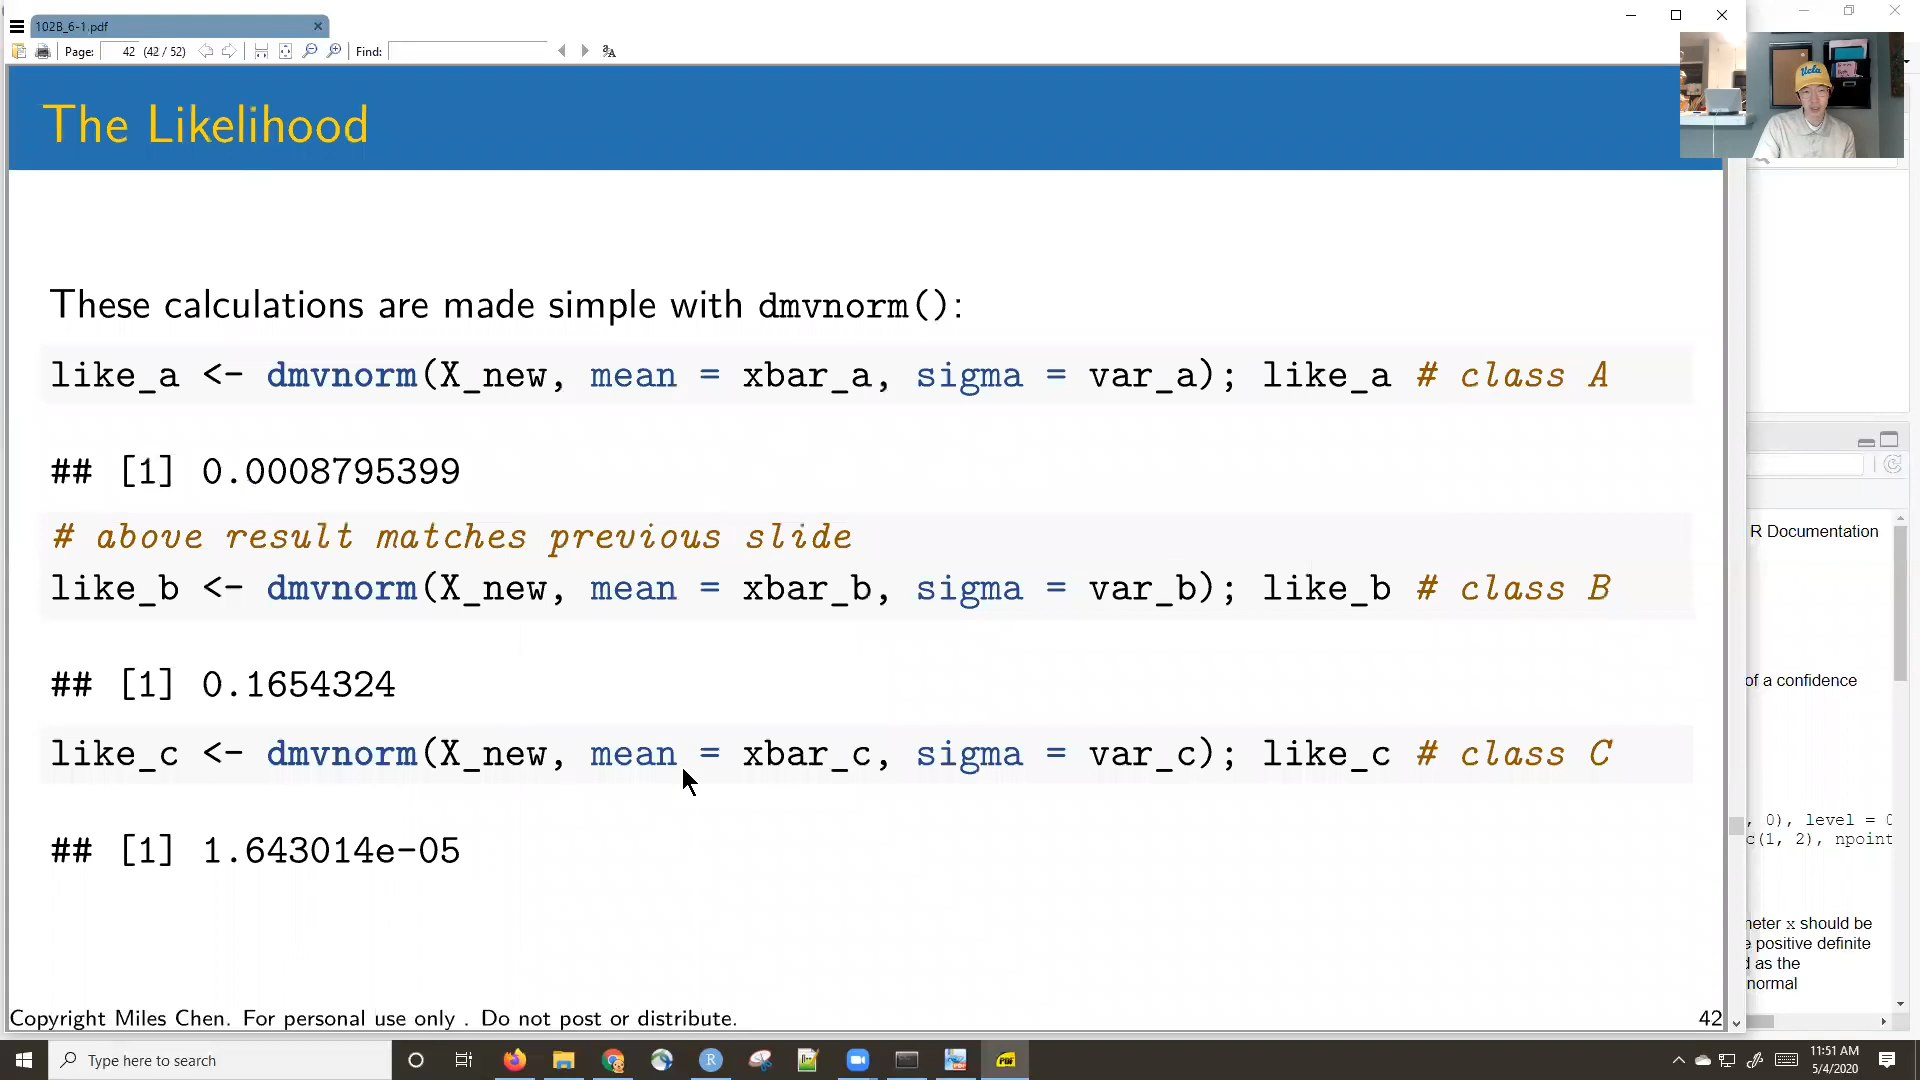 102B_6-1.pdf
Page: 42 (42 / 52) Find:
The Likelihood
These calculations are made simple with dmvnorm():
like_a <- dmvnorm(X_new, mean = xbar_a, sigma = var_a); like_a # class A
## [1] 0.0008795399
# above result matches previous slide
like_b <- dmvnorm(X_new, mean = xbar_b, sigma = var_b); like_b # class B
## [1] 0.1654324
like_c <- dmvnorm(X_new, mean = xbar_c, sigma = var_c); like_c # class C
## [1] 1.643014e-05
Copyright Miles Chen. For personal use only . Do not post or distribute.
42
Ucla
R Documentation
of a confidence
, 0), level = 0
c(1, 2), npoint
neter x should be
e positive definite
d as the
normal
Type here to search
11:51 AM
5/4/2020